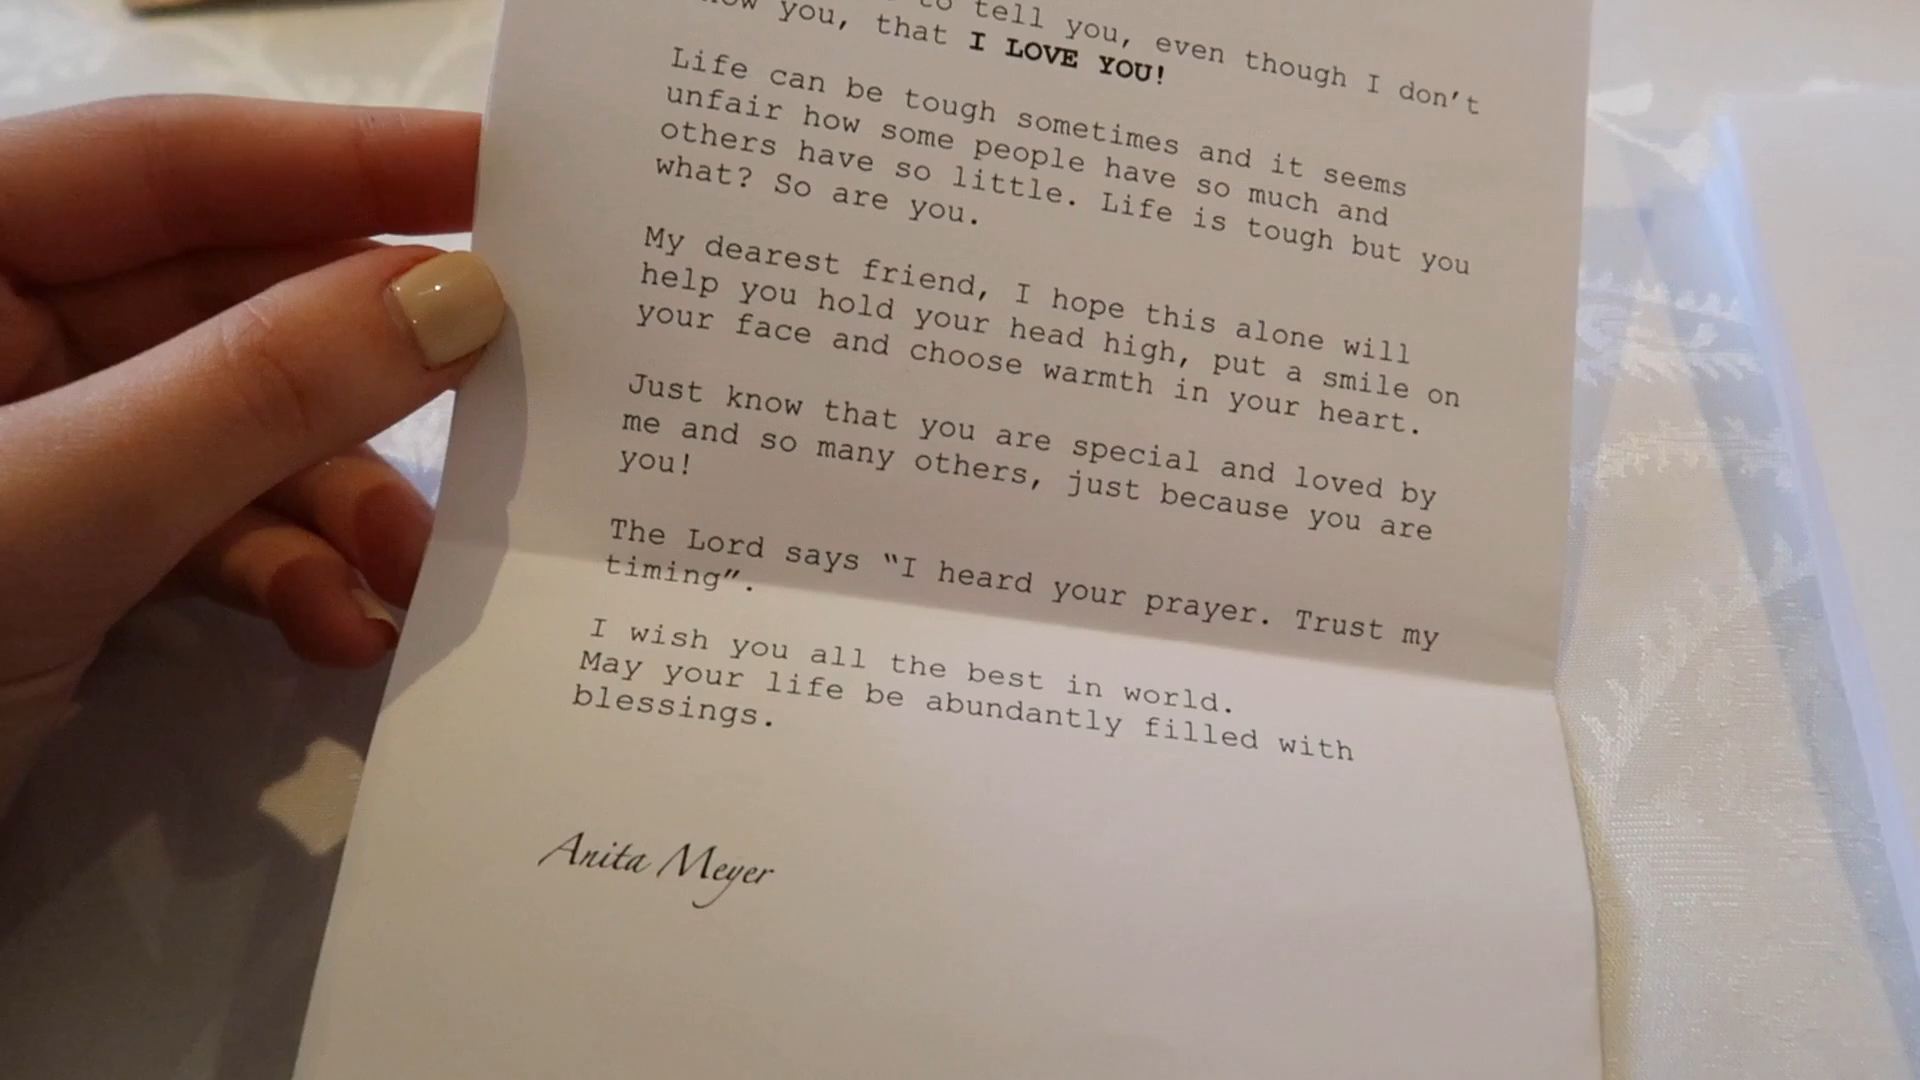 to tell you, even though I don't
you, that I LOVE YOU!
Life can be tough sometimes and it seems
unfair how some people have so much and
others have so little. Life is tough but you
what? So are you.
My dearest friend, I hope this alone will
help you hold your head high, put a smile on
your face and choose warmth in your heart.
Just know that you are special and loved by
me and so many others, just because you are
you!
The Lord says “I heard your prayer. Trust my
timing”.
I wish you all the best in world.
May your life be abundantly filled with
blessings.
Anita Meyer